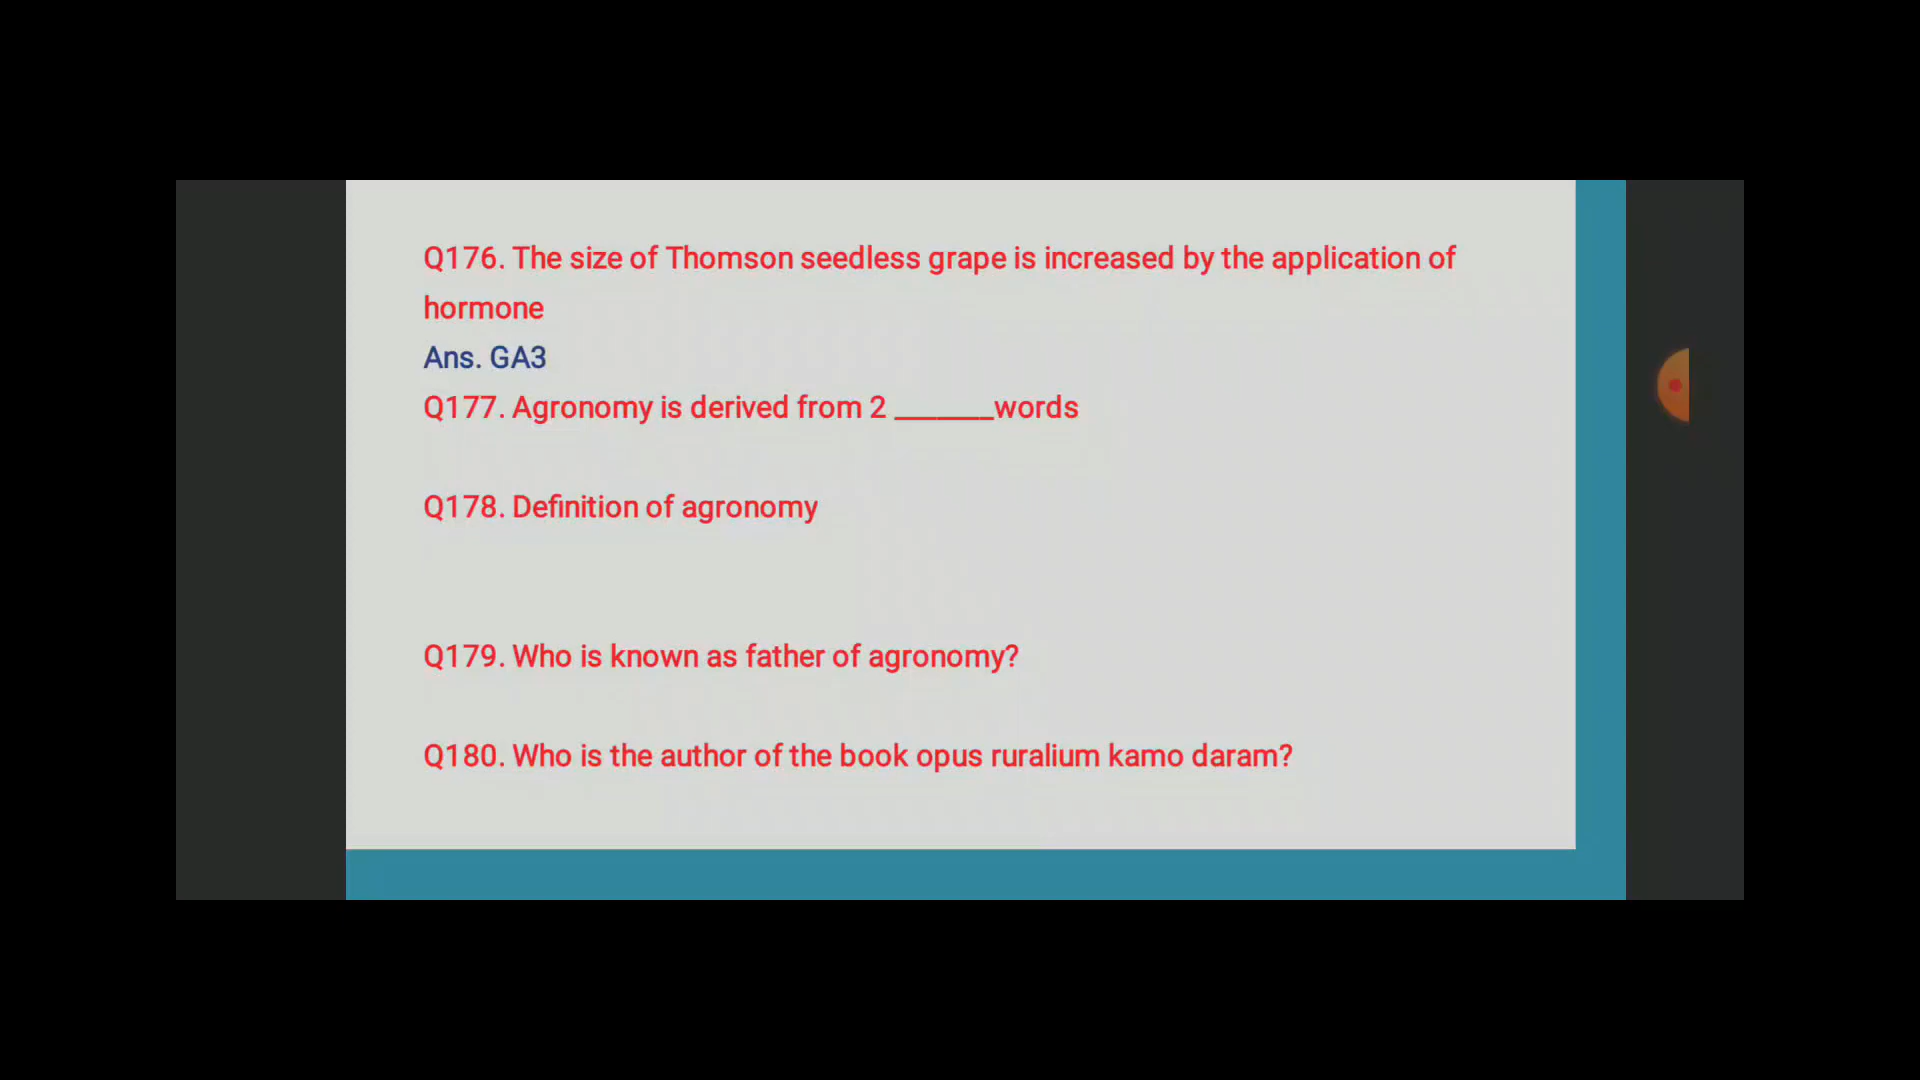 Q176. The size of Thomson seedless grape is increased by the application of
hormone
Ans. GA3
Q177. Agronomy is derived from 2 _______words
Q178. Definition of agronomy
Q179. Who is known as father of agronomy?
Q180. Who is the author of the book opus ruralium kamo daram?